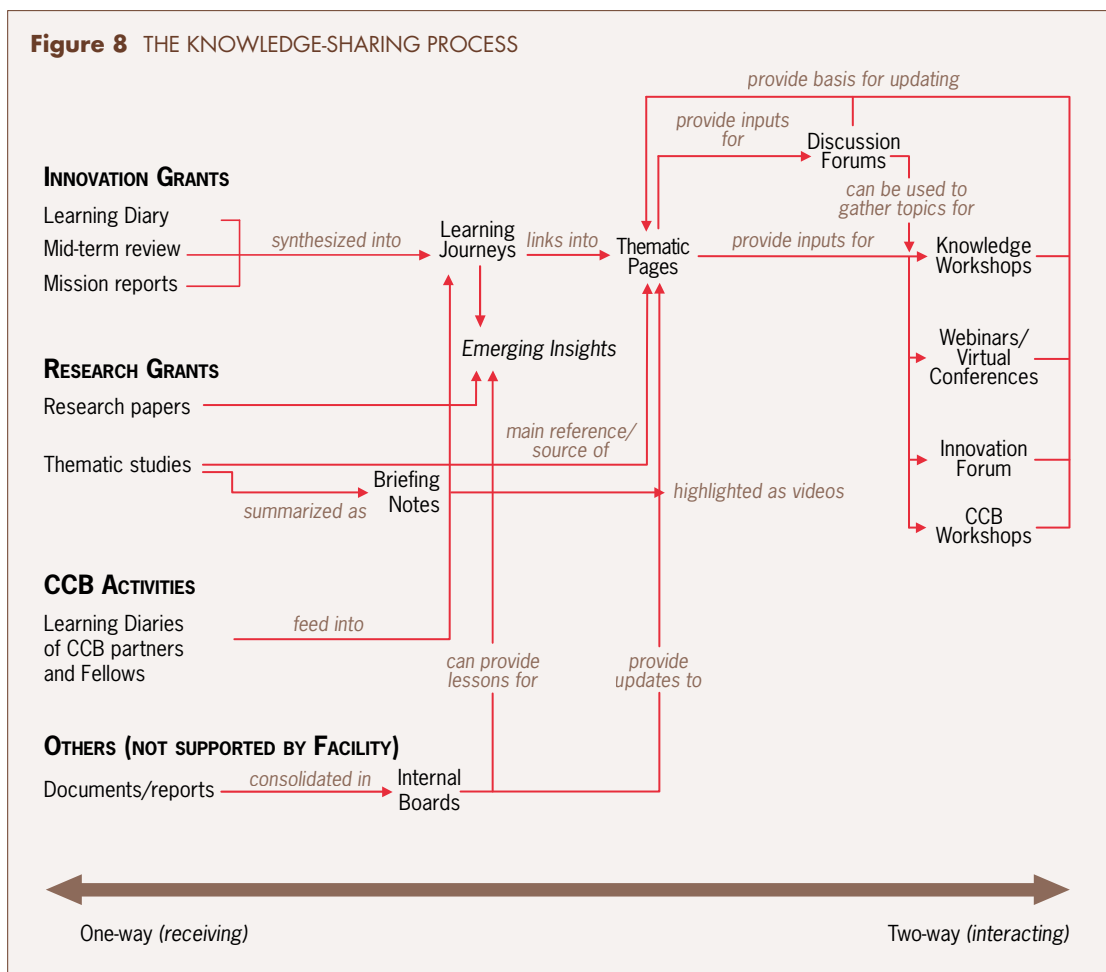 Figure 8 THE KNOWLEDGE-SHARING PROCESS
provide basis for updating
provide inputs
for
Discussion
Forums
can be used to
gather topics for
INNOVATION GRANTS
Learning Diary
Mid-term review
Mission reports
synthesized into
Learning
Journeys
links into
Thematic
Pages
provide inputs for
Knowledge
Workshops
Emerging Insights
Webinars/
Virtual
Conferences
RESEARCH GRANTS
Research papers
Thematic studies
main reference/
source of
Innovation
Forum
summarized as
Briefing
Notes
highlighted as videos
CCB
Workshops
CCB ACTIVITIES
Learning Diaries
of CCB partners
and Fellows
feed into
can provide
lessons for
provide
updates to
OTHERS (NOT SUPPORTED BY FACILITY)
Documents/reports
consolidated in
Internal
Boards
One-way (receiving)
Two-way (interacting)